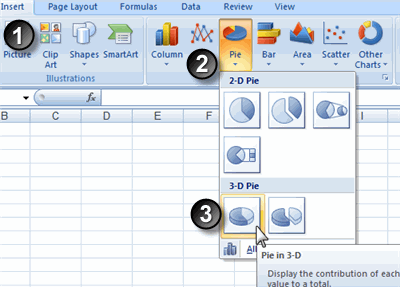 Insert Page Layout Formulas Data Review View
1
Picture Clip Art Shapes SmartArt Column Pie Bar Area Scatter Other Charts
2
Illustrations
fx
B C D E F I
2-D Pie
3-D Pie
3
All
Pie in 3-D
Display the contribution of each
value to a total.